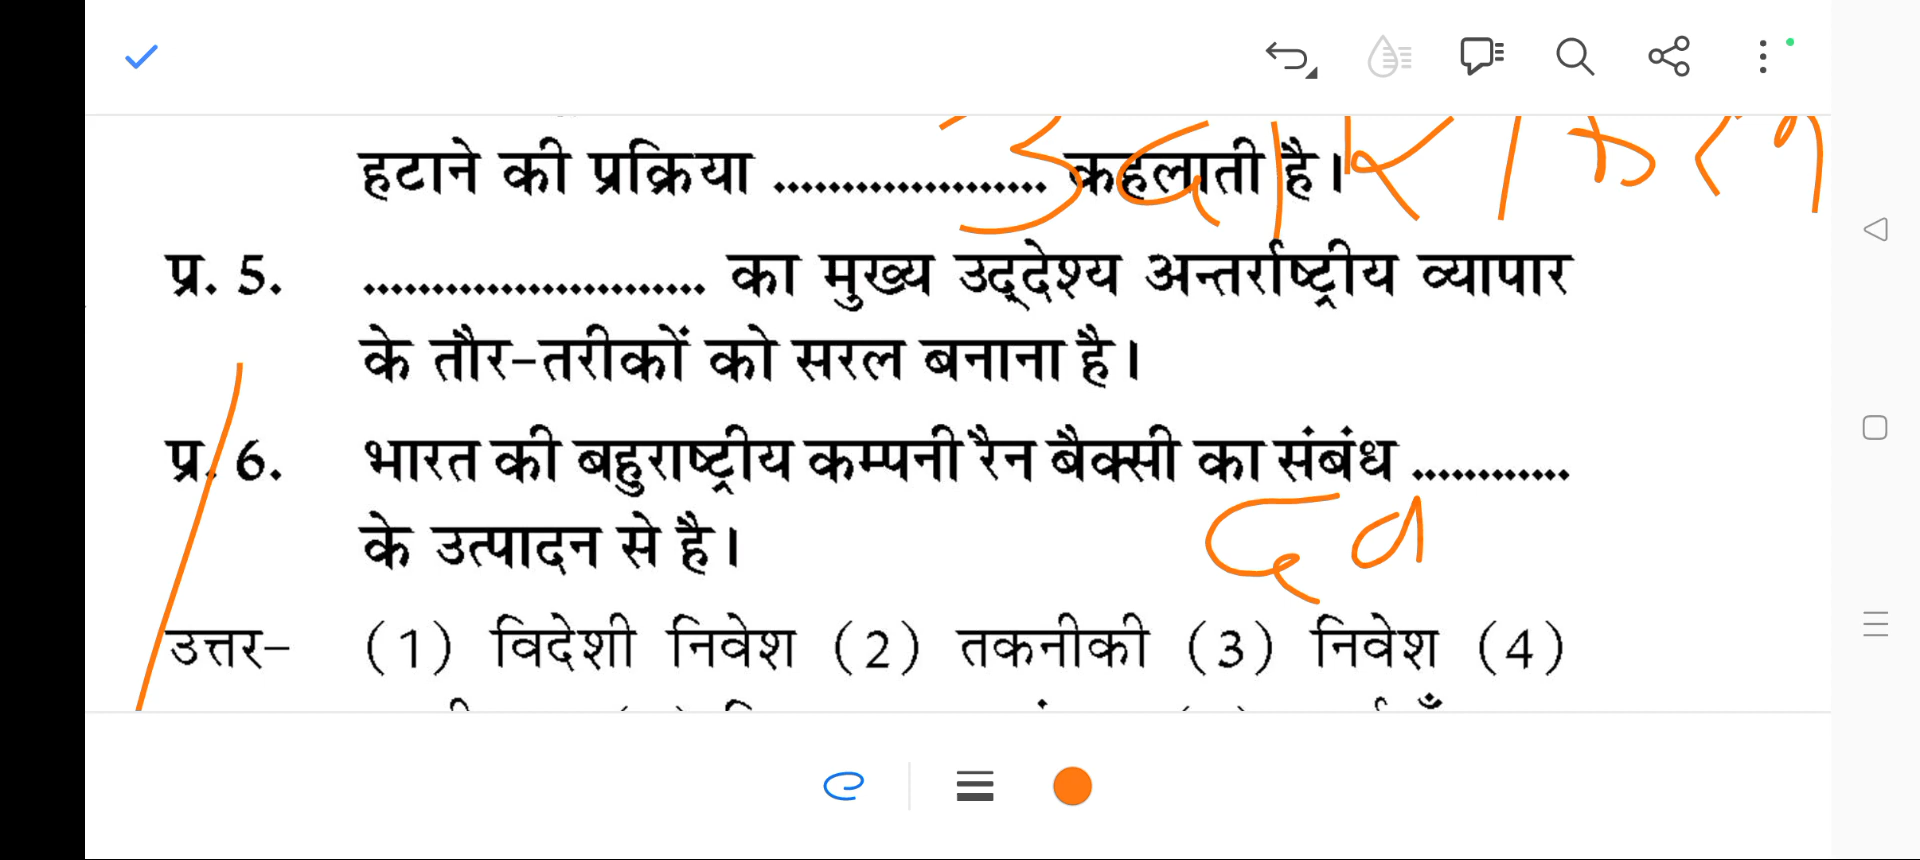 हटाने की प्रक्रिया .................... कहलाती है।
प्र. 5. ......................... का मुख्य उद्देश्य अन्तर्राष्ट्रीय व्यापार
के तौर-तरीकों को सरल बनाना है।
प्र. 6. भारत की बहुराष्ट्रीय कम्पनी रैन बैक्सी का संबंध ............
दवा
के उत्पादन से है।
उत्तर- (1) विदेशी निवेश (2) तकनीकी (3) निवेश (4)